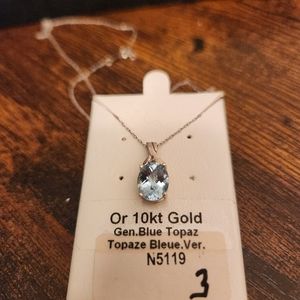 Or 10kt Gold
Gen.Blue Topaz
Topaze Bleue.Ver.
N5119
3